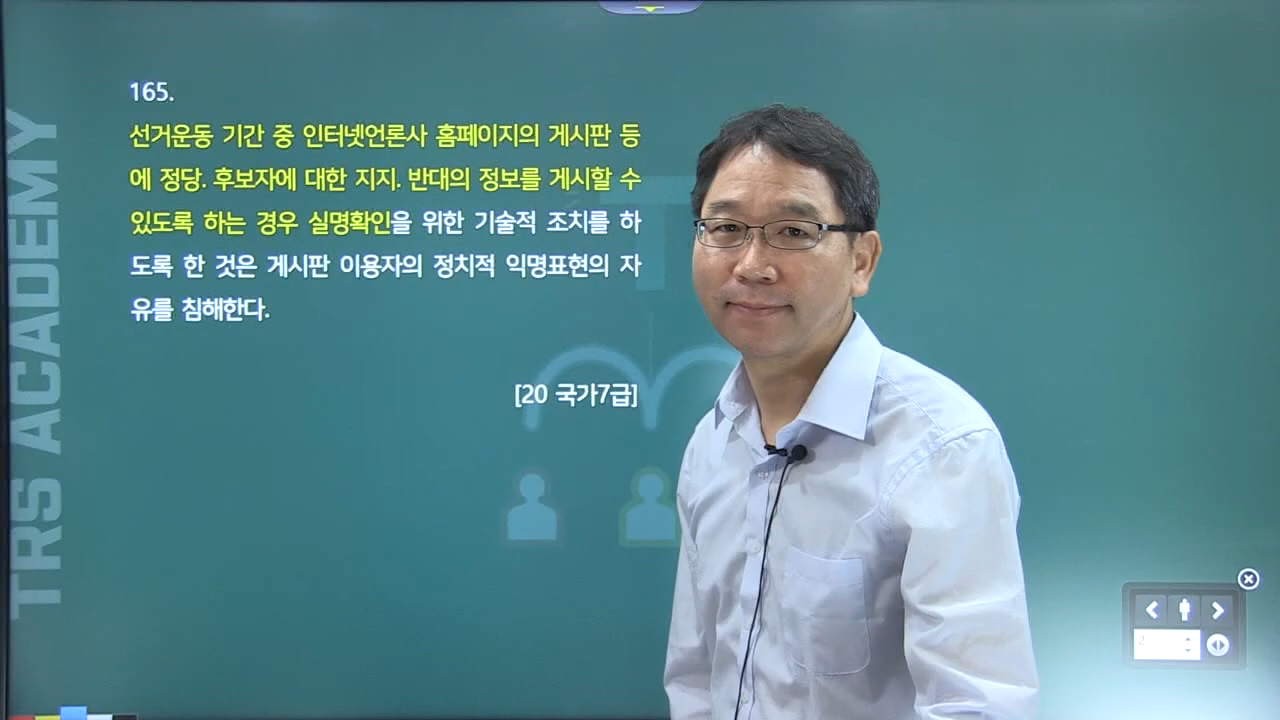 165.
선거운동 기간 중 인터넷언론사 홈페이지의 게시판 등
에 정당. 후보자에 대한 지지. 반대의 정보를 게시할 수
있도록 하는 경우 실명확인을 위한 기술적 조치를 하
도록 한 것은 게시판 이용자의 정치적 익명표현의 자
유를 침해한다.
[20 국가7급]
TRS ACADEMY